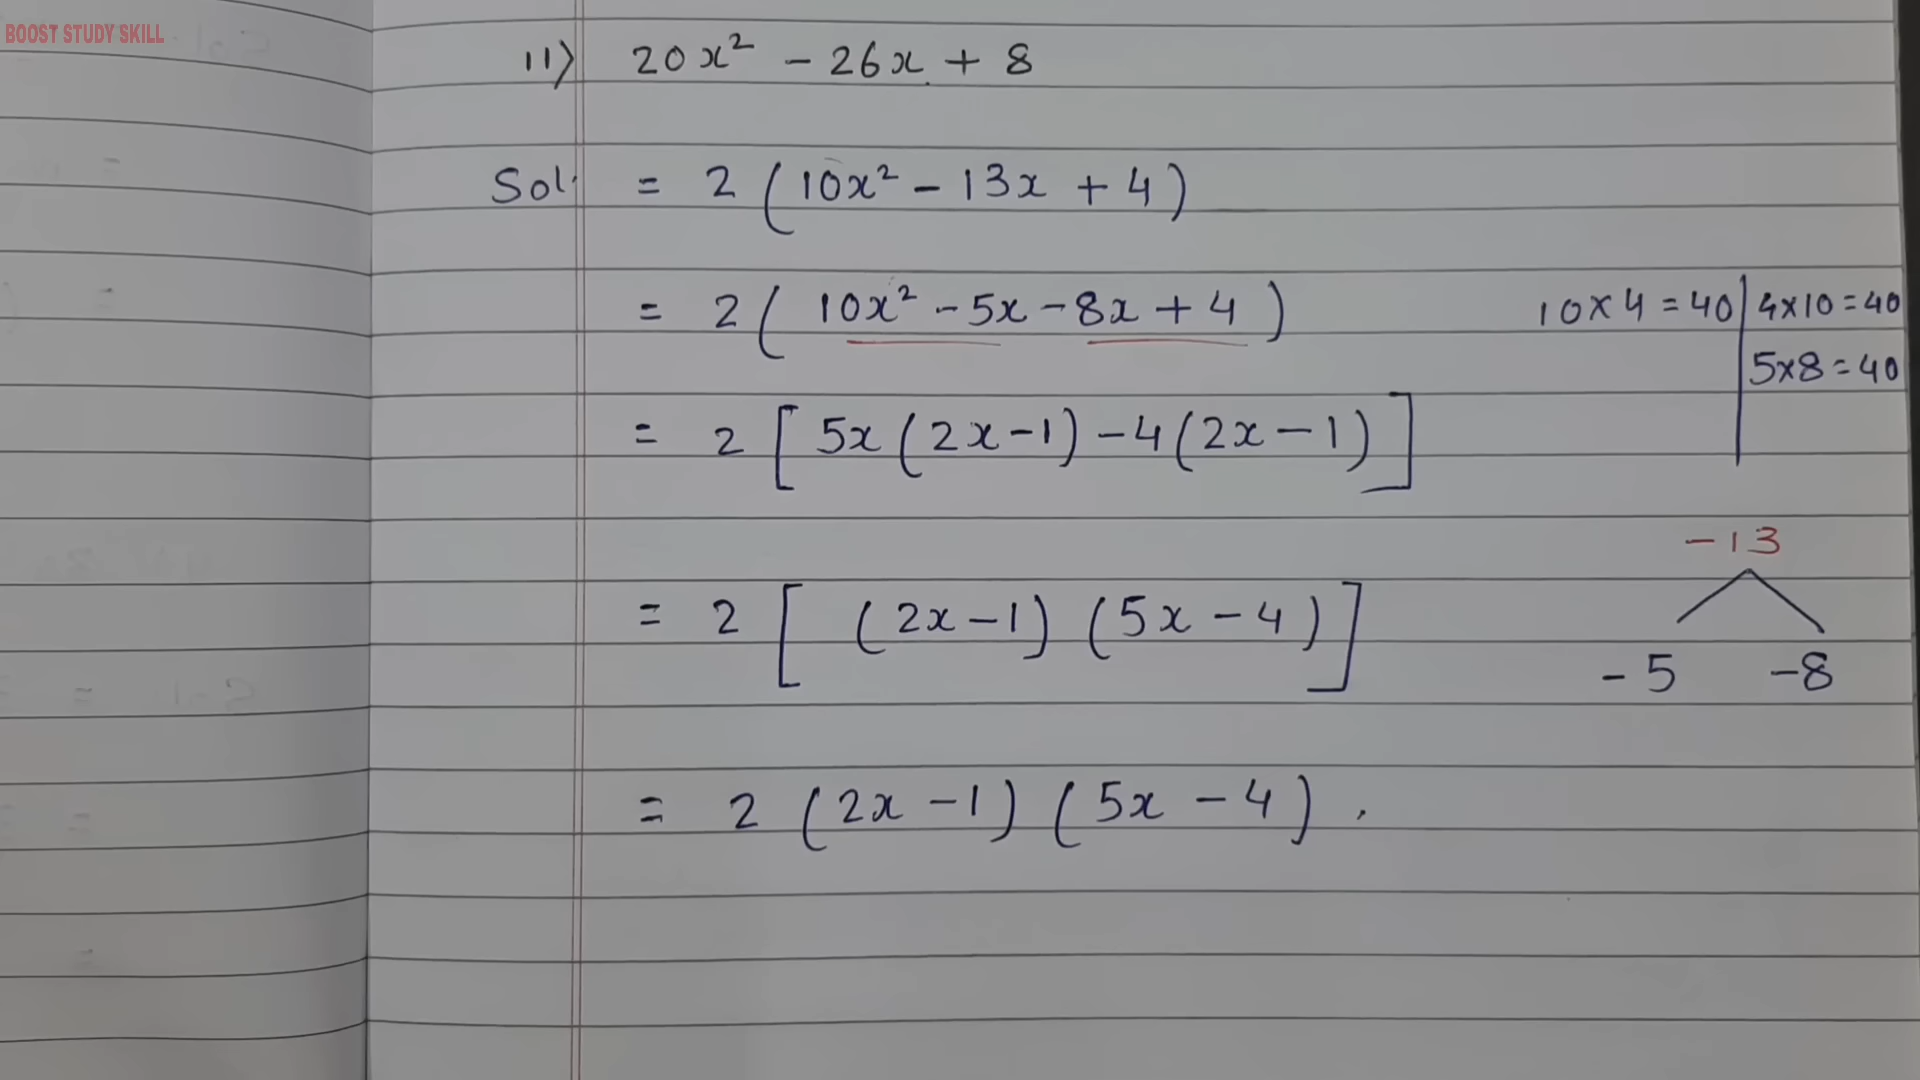 BOOST STUDY SKILL
11) 20x² - 26x + 8
Sol. = 2 (10x² - 13x + 4)
= 2 ( 10x² - 5x - 8x + 4 )
10 × 4 = 40 | 4×10 = 40
5×8 = 40
= 2 [ 5x (2x-1) - 4 (2x - 1) ]
-13
-5 -8
= 2 [ (2x-1) (5x - 4) ]
= 2 (2x - 1) (5x - 4) .